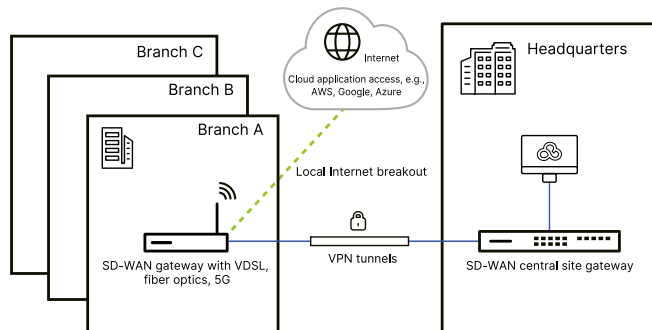 Branch C
Branch B
Branch A
Internet
Cloud application access, e.g.,
AWS, Google, Azure
Headquarters
Local Internet breakout
VPN tunnels
SD-WAN gateway with VDSL,
fiber optics, 5G
SD-WAN central site gateway